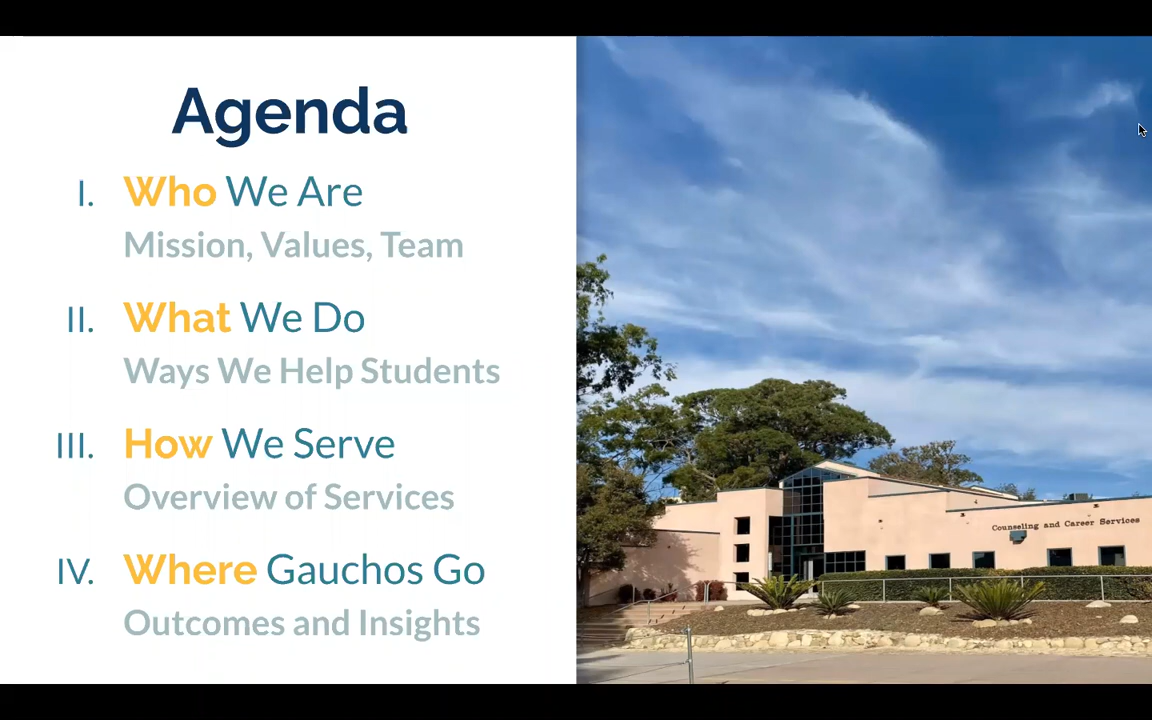 Agenda
I. Who We Are
Mission, Values, Team
II. What We Do
Ways We Help Students
III. How We Serve
Overview of Services
IV. Where Gauchos Go
Outcomes and Insights
Counseling and Career Services